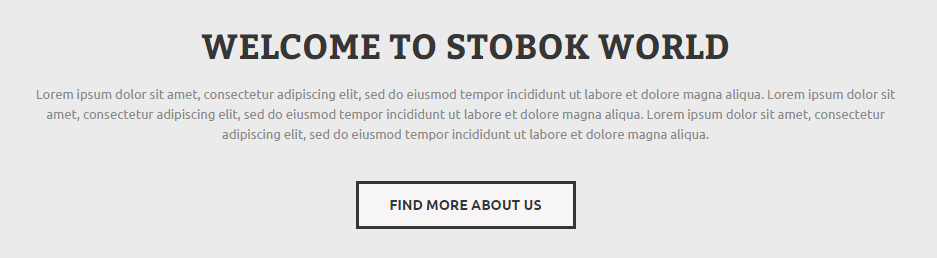 WELCOME TO STOBOK WORLD
Lorem ipsum dolor sit amet, consectetur adipiscing elit, sed do eiusmod tempor incididunt ut labore et dolore magna aliqua. Lorem ipsum dolor sit
amet, consectetur adipiscing elit, sed do eiusmod tempor incididunt ut labore et dolore magna aliqua. Lorem ipsum dolor sit amet, consectetur
adipiscing elit, sed do eiusmod tempor incididunt ut labore et dolore magna aliqua.
FIND MORE ABOUT US